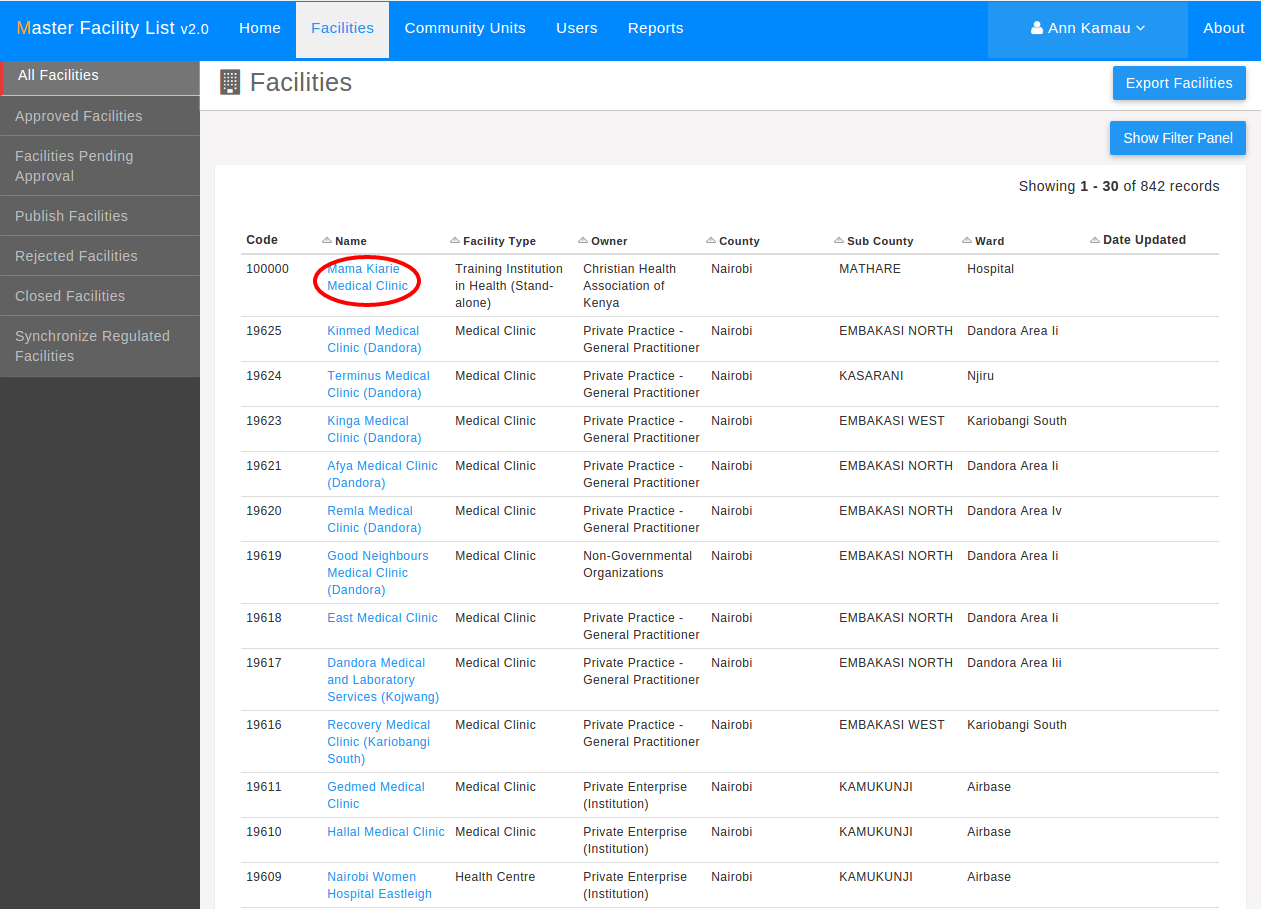 Master Facility List v2.0 Home Facilities Community Units Users Reports Ann Kamau About
All Facilities
Approved Facilities
Facilities Pending
Approval
Publish Facilities
Rejected Facilities
Closed Facilities
Synchronize Regulated
Facilities
Facilities
Export Facilities
Show Filter Panel
Showing 1 - 30 of 842 records
Code Name Facility Type Owner County Sub County Ward Date Updated
100000 Mama Kiarie Training Institution Christian Health Nairobi MATHARE Hospital
Medical Clinic in Health (Stand- Association of
alone) Kenya
19625 Kinmed Medical Medical Clinic Private Practice - Nairobi EMBAKASI NORTH Dandora Area Ii
Clinic (Dandora) General Practitioner
19624 Terminus Medical Medical Clinic Private Practice - Nairobi KASARANI Njiru
Clinic (Dandora) General Practitioner
19623 Kinga Medical Medical Clinic Private Practice - Nairobi EMBAKASI WEST Kariobangi South
Clinic (Dandora) General Practitioner
19621 Afya Medical Clinic Medical Clinic Private Practice - Nairobi EMBAKASI NORTH Dandora Area Ii
(Dandora) General Practitioner
19620 Remla Medical Medical Clinic Private Practice - Nairobi EMBAKASI NORTH Dandora Area Iv
Clinic (Dandora) General Practitioner
19619 Good Neighbours Medical Clinic Non-Governmental Nairobi EMBAKASI NORTH Dandora Area Ii
Medical Clinic Organizations
(Dandora)
19618 East Medical Clinic Medical Clinic Private Practice - Nairobi EMBAKASI NORTH Dandora Area Ii
General Practitioner
19617 Dandora Medical Medical Clinic Private Practice - Nairobi EMBAKASI NORTH Dandora Area Iii
and Laboratory General Practitioner
Services (Kojwang)
19616 Recovery Medical Medical Clinic Private Practice - Nairobi EMBAKASI WEST Kariobangi South
Clinic (Kariobangi General Practitioner
South)
19611 Gedmed Medical Medical Clinic Private Enterprise Nairobi KAMUKUNJI Airbase
Clinic (Institution)
19610 Hallal Medical Clinic Medical Clinic Private Enterprise Nairobi KAMUKUNJI Airbase
(Institution)
19609 Nairobi Women Health Centre Private Enterprise Nairobi KAMUKUNJI Airbase
Hospital Eastleigh (Institution)